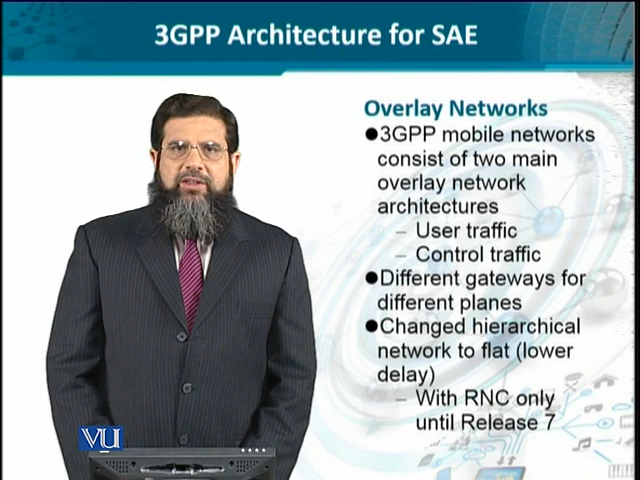 3GPP Architecture for SAE
Overlay Networks
●3GPP mobile networks
consist of two main
overlay network
architectures
– User traffic
– Control traffic
●Different gateways for
different planes
●Changed hierarchical
network to flat (lower
delay)
– With RNC only
until Release 7
VU